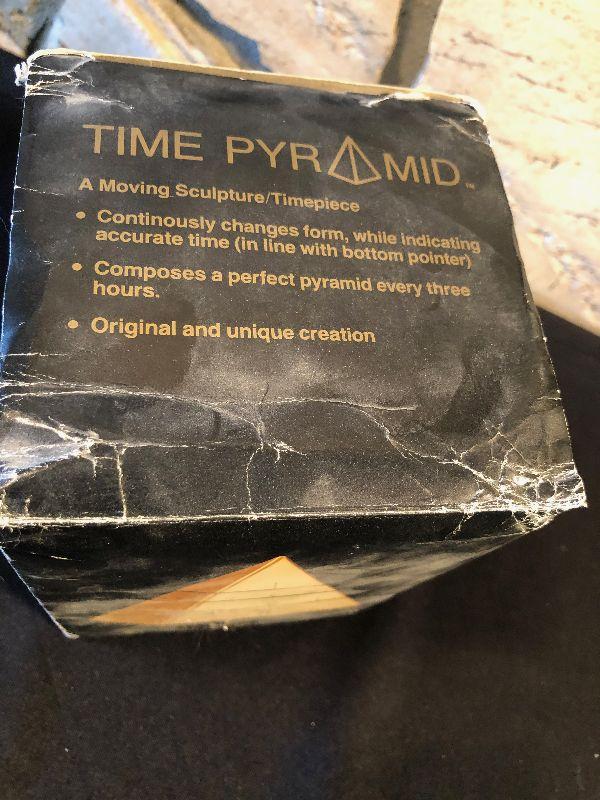 TIME PYRAMID™
A Moving Sculpture/Timepiece
• Continously changes form, while indicating
accurate time (in line with bottom pointer)
• Composes a perfect pyramid every three
hours.
• Original and unique creation